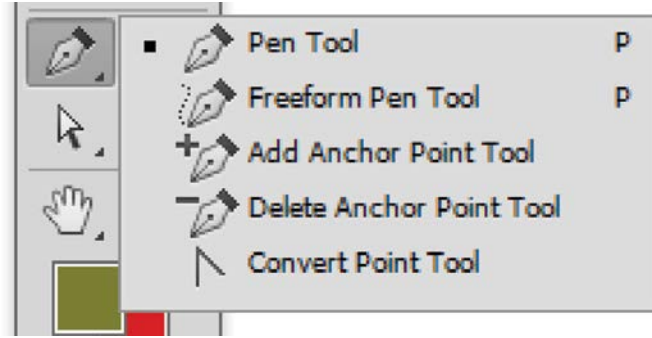 Pen Tool P
Freeform Pen Tool P
Add Anchor Point Tool
Delete Anchor Point Tool
Convert Point Tool